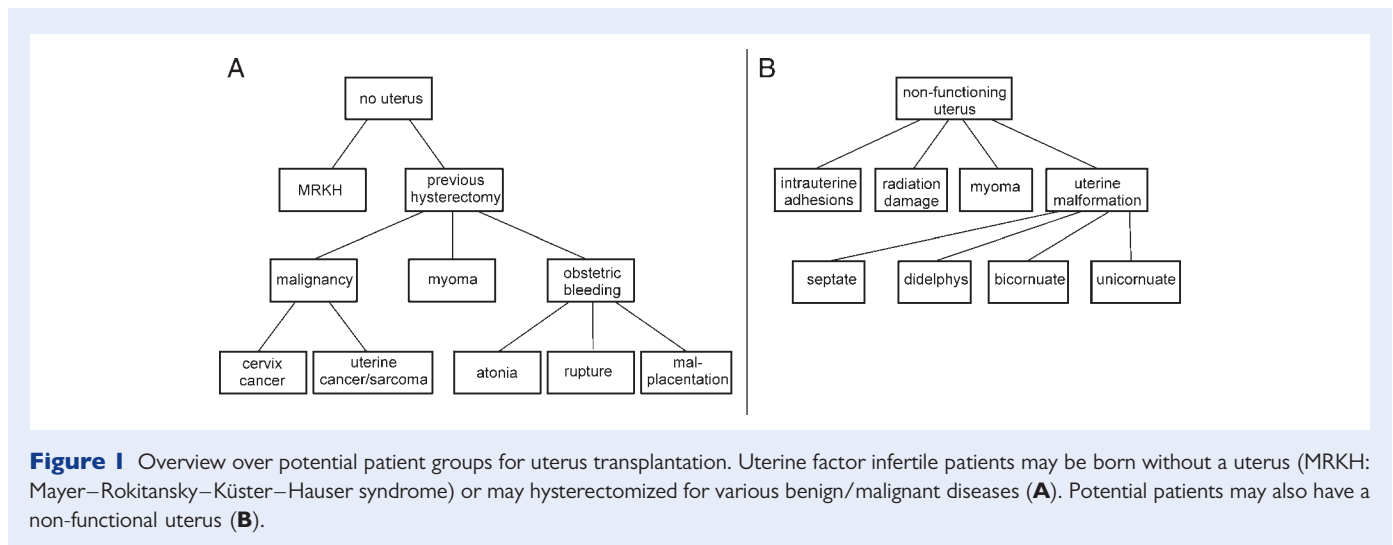 A
no uterus
MRKH
previous
hysterectomy
malignancy
myoma
obstetric
bleeding
cervix
cancer
uterine
cancer/sarcoma
atonia
rupture
mal-
placentation
B
non-functioning
uterus
intrauterine
adhesions
radiation
damage
myoma
uterine
malformation
septate
didelphys
bicornuate
unicornuate
Figure 1 Overview over potential patient groups for uterus transplantation. Uterine factor infertile patients may be born without a uterus (MRKH:
Mayer–Rokitansky–Küster–Hauser syndrome) or may hysterectomized for various benign/malignant diseases (A). Potential patients may also have a
non-functional uterus (B).